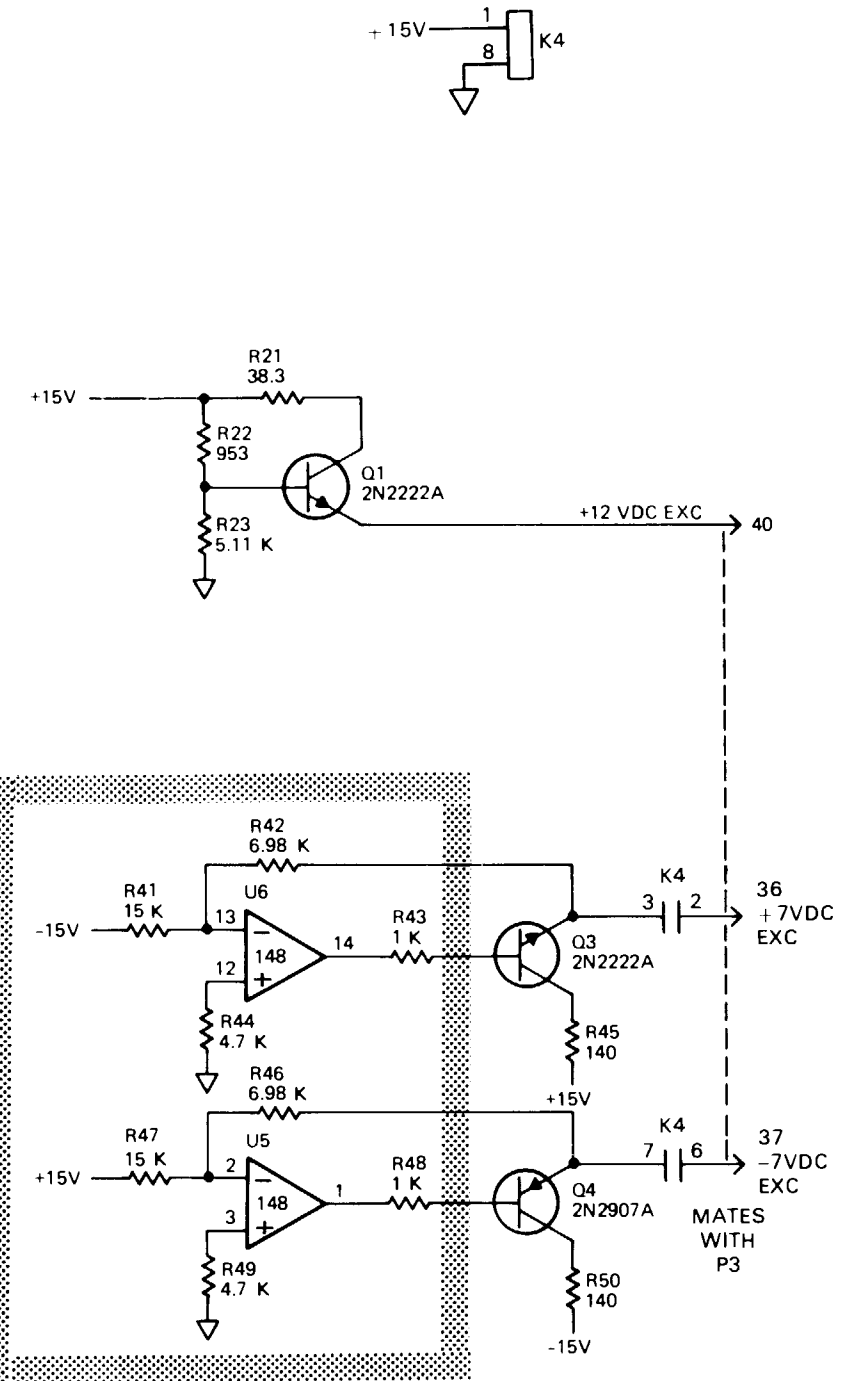 + 15V
1
8
K4
R21
38.3
+15V
R22
953
Q1
2N2222A
R23
5.11 K
+12 VDC EXC
40
R42
6.98 K
R41
15 K
U6
-15V
13
−
148
12
+
14
R43
1 K
Q3
2N2222A
K4
3
2
36
+ 7VDC
EXC
R44
4.7 K
R45
140
+15V
R46
6.98 K
R47
15 K
U5
+15V
2
−
148
3
+
1
R48
1 K
Q4
2N2907A
K4
7
6
37
-7VDC
EXC
MATES
WITH
P3
R49
4.7 K
R50
140
-15V